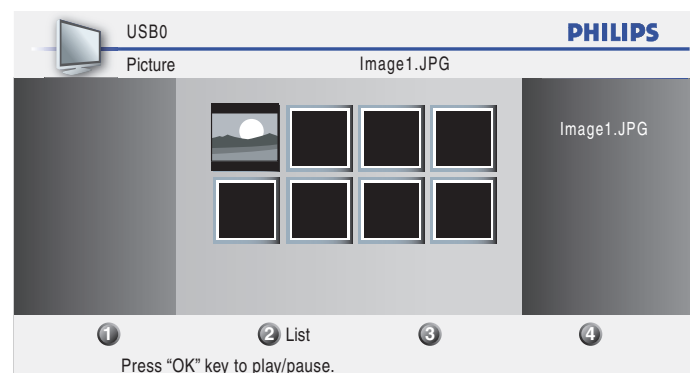 USB0
PHILIPS
Picture
Image1.JPG
Image1.JPG
1
2 List
3
4
Press “OK” key to play/pause.